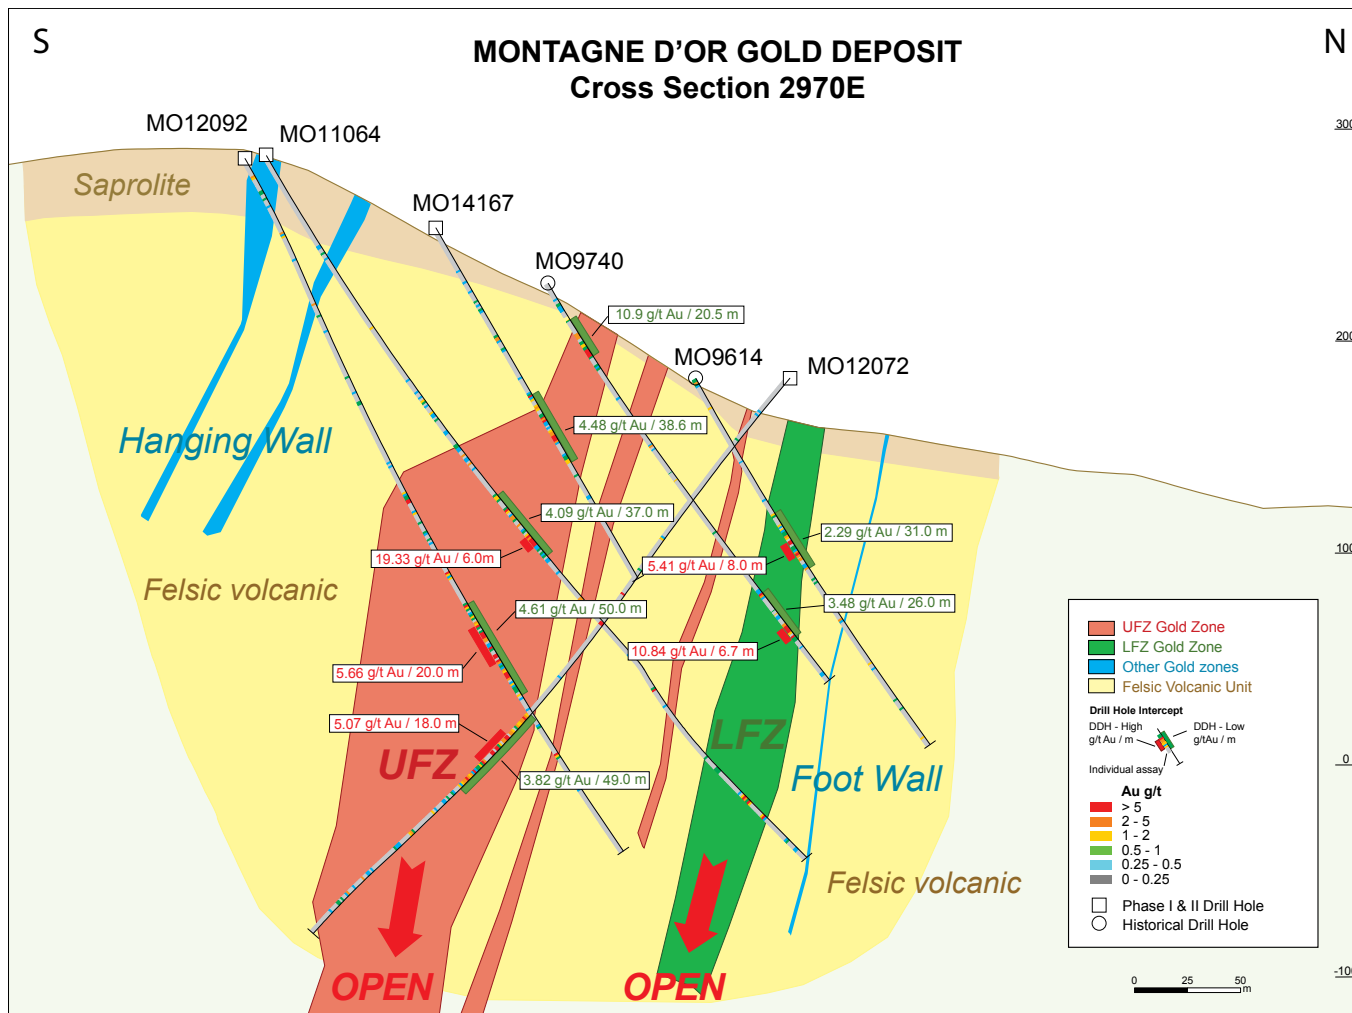 S
N
MONTAGNE D'OR GOLD DEPOSIT
Cross Section 2970E
MO12092
MO11064
300
Saprolite
MO14167
MO9740
10.9 g/t Au / 20.5 m
200
MO9614
MO12072
4.48 g/t Au / 38.6 m
Hanging Wall
4.09 g/t Au / 37.0 m
2.29 g/t Au / 31.0 m
19.33 g/t Au / 6.0m
5.41 g/t Au / 8.0 m
100
Felsic volcanic
4.61 g/t Au / 50.0 m
3.48 g/t Au / 26.0 m
10.84 g/t Au / 6.7 m
5.66 g/t Au / 20.0 m
5.07 g/t Au / 18.0 m
UFZ
LFZ
Foot Wall
3.82 g/t Au / 49.0 m
0
Felsic volcanic
OPEN
OPEN
-100
UFZ Gold Zone
LFZ Gold Zone
Other Gold zones
Felsic Volcanic Unit
Drill Hole Intercept
DDH - High
g/t Au / m
DDH - Low
g/tAu / m
Individual assay
Au g/t
> 5
2 - 5
1 - 2
0.5 - 1
0.25 - 0.5
0 - 0.25
Phase I & II Drill Hole
Historical Drill Hole
0 25 50
m